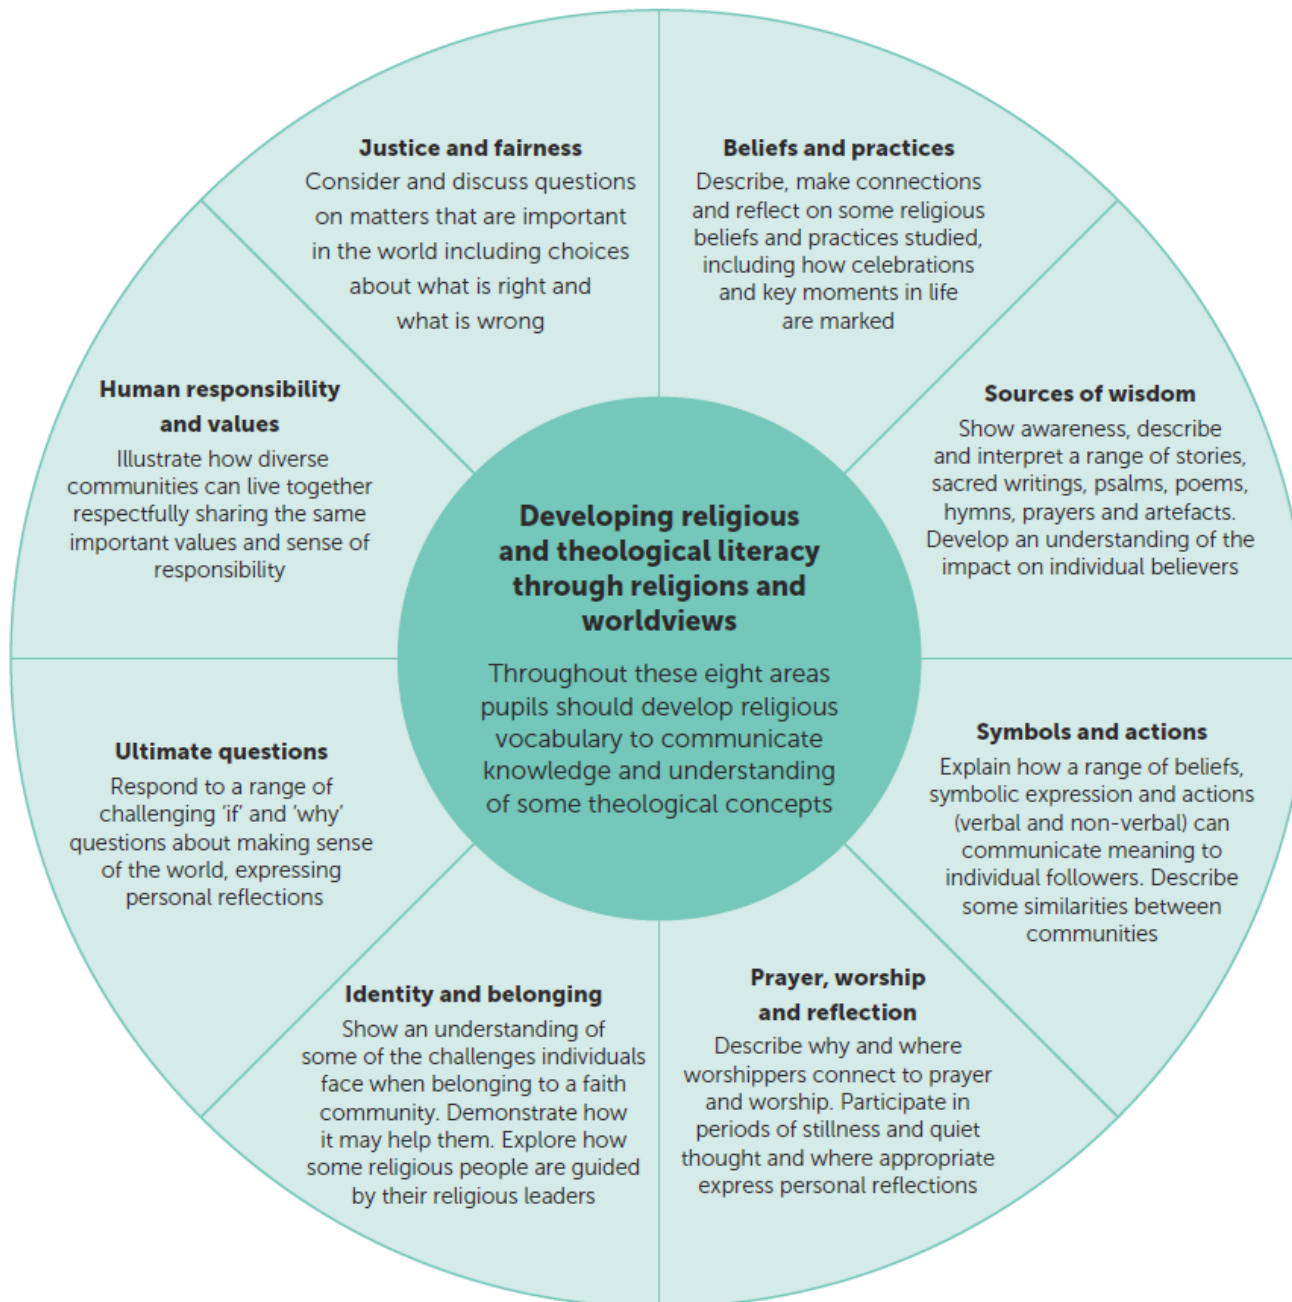 Justice and fairness
Consider and discuss questions
on matters that are important
in the world including choices
about what is right and
what is wrong
Beliefs and practices
Describe, make connections
and reflect on some religious
beliefs and practices studied,
including how celebrations
and key moments in life
are marked
Sources of wisdom
Show awareness, describe
and interpret a range of stories,
sacred writings, psalms, poems,
hymns, prayers and artefacts.
Develop an understanding of the
impact on individual believers
Symbols and actions
Explain how a range of beliefs,
symbolic expression and actions
(verbal and non-verbal) can
communicate meaning to
individual followers. Describe
some similarities between
communities
Prayer, worship
and reflection
Describe why and where
worshippers connect to prayer
and worship. Participate in
periods of stillness and quiet
thought and where appropriate
express personal reflections
Identity and belonging
Show an understanding of
some of the challenges individuals
face when belonging to a faith
community. Demonstrate how
it may help them. Explore how
some religious people are guided
by their religious leaders
Ultimate questions
Respond to a range of
challenging ‘if’ and ‘why’
questions about making sense
of the world, expressing
personal reflections
Human responsibility
and values
Illustrate how diverse
communities can live together
respectfully sharing the same
important values and sense of
responsibility
Developing religious
and theological literacy
through religions and
worldviews
Throughout these eight areas
pupils should develop religious
vocabulary to communicate
knowledge and understanding
of some theological concepts